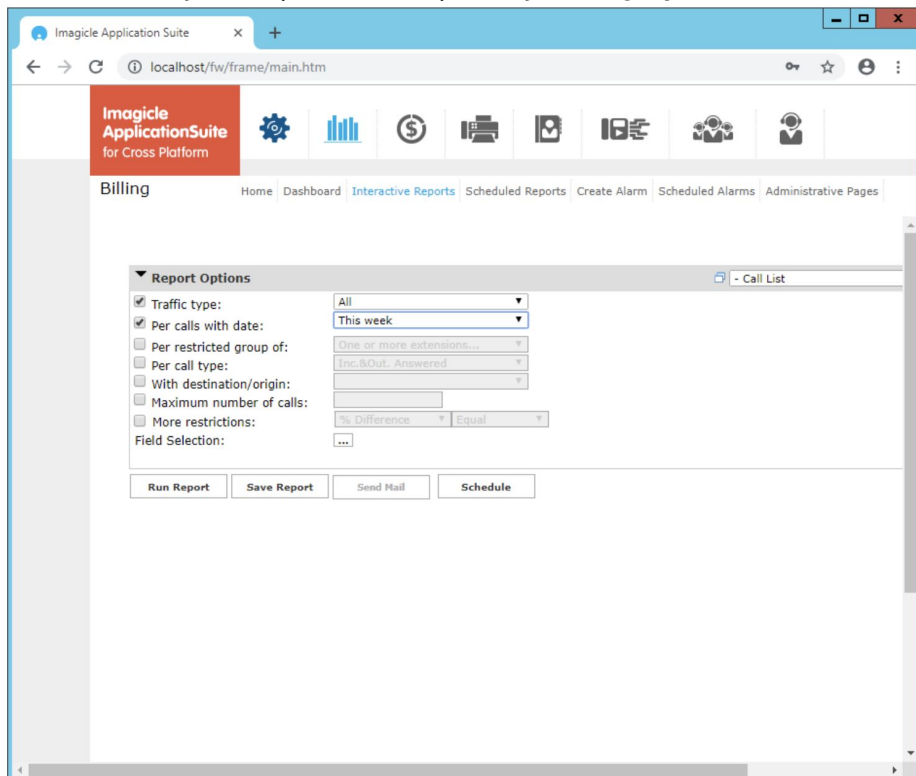 Imagicle Application Suite
localhost/fw/frame/main.htm
Imagicle
ApplicationSuite
for Cross Platform
Billing
Home Dashboard Interactive Reports Scheduled Reports Create Alarm Scheduled Alarms Administrative Pages
Report Options - Call List
Traffic type: All
Per calls with date: This week
Per restricted group of: One or more extensions...
Per call type: Inc.&Out. Answered
With destination/origin:
Maximum number of calls:
More restrictions: % Difference Equal
Field Selection: ...
Run Report Save Report Send Mail Schedule